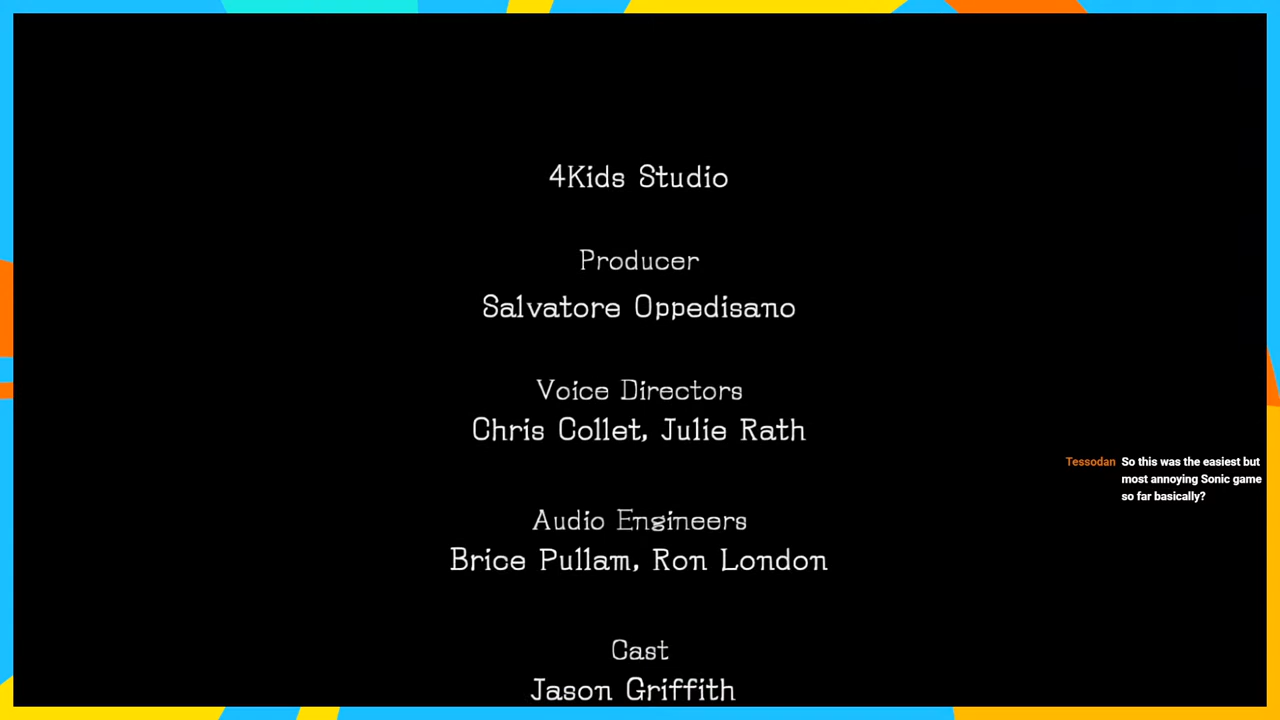 4Kids Studio
Producer
Salvatore Oppedisano
Voice Directors
Chris Collet, Julie Rath
Audio Engineers
Brice Pullam, Ron London
Cast
Jason Griffith
Tessodan So this was the easiest but
most annoying Sonic game
so far basically?